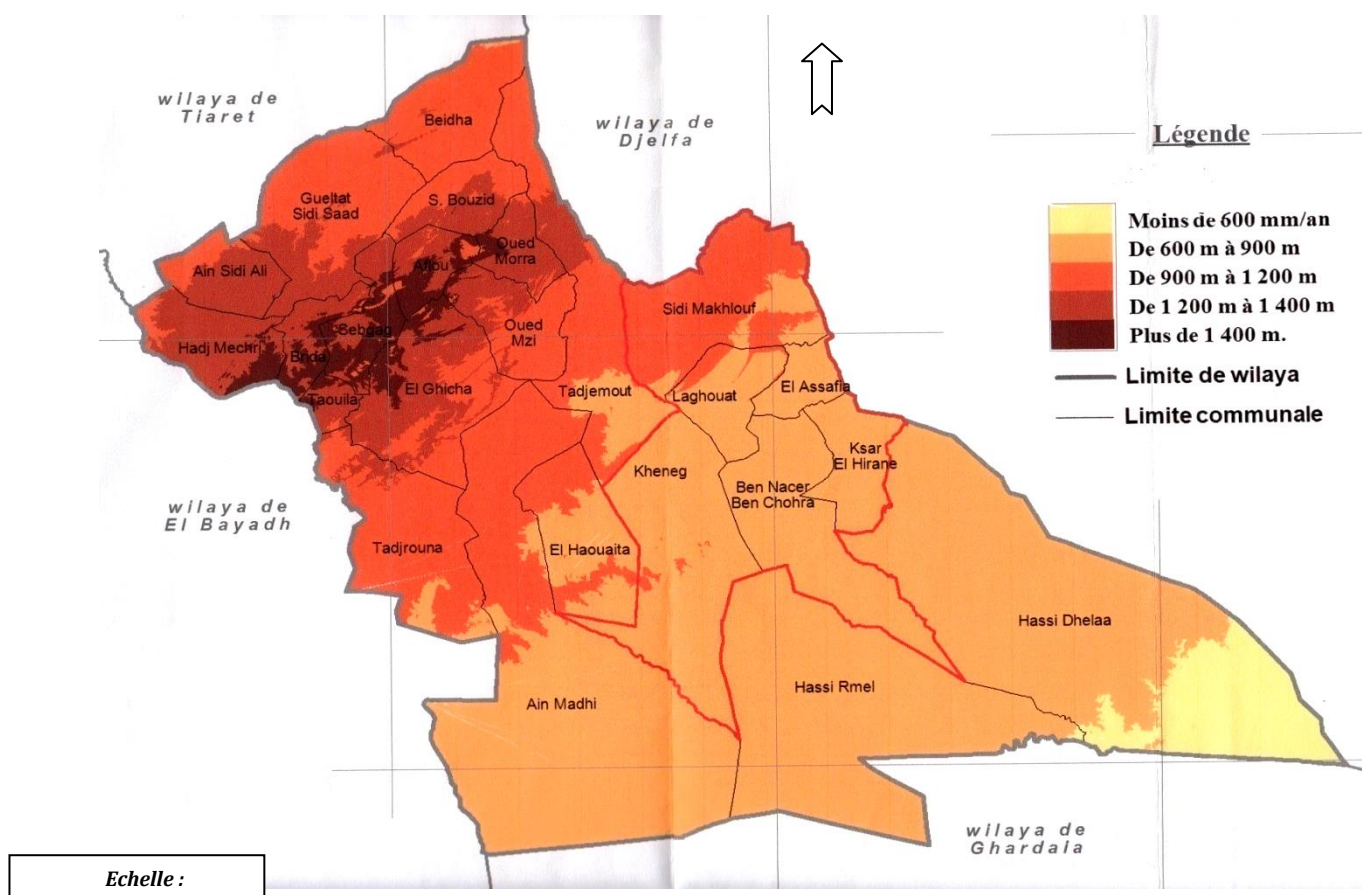 wilaya de
Tiaret
wilaya de
Djelfa
Légende
Moins de 600 mm/an
De 600 m à 900 m
De 900 m à 1 200 m
De 1 200 m à 1 400 m
Plus de 1 400 m.
Limite de wilaya
Limite communale
Beidha
Gueltat
Sidi Saad
S. Bouzid
Ain Sidi Ali
Aflou
Oued
Morra
Sidi Makhlouf
Hadj Mechri
Brida
Sebgag
Oued
Mzi
Taouila
El Ghicha
Tadjemout
Laghouat
El Assafia
Kheneg
Ksar
El Hirane
Ben Nacer
Ben Chohra
wilaya de
El Bayadh
Tadjrouna
El Haouaita
Hassi Dhelaa
Ain Madhi
Hassi Rmel
wilaya de
Ghardaia
Echelle :